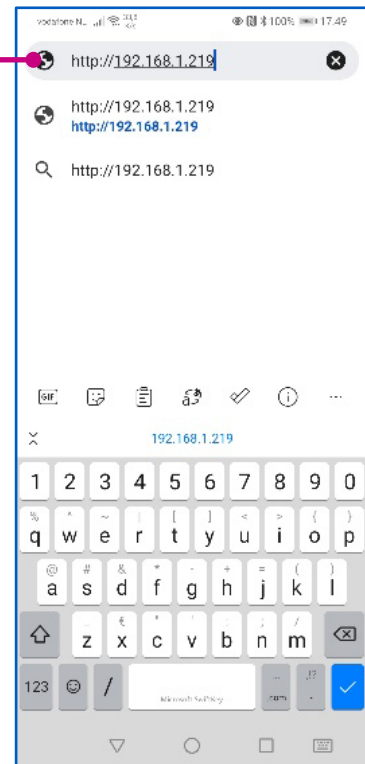 vodafone NL 100% 17.49
http://192.168.1.219
http://192.168.1.219
http://192.168.1.219
http://192.168.1.219
GIF
192.168.1.219
1 2 3 4 5 6 7 8 9 0
% ^ ~ | [ ] < > { }
q w e r t y u i o p
@ # & * - + = ( )
a s d f g h j k l
_ € " ' : ; /
z x c v b n m
123 / Microsoft SwiftKey .com ,!? .